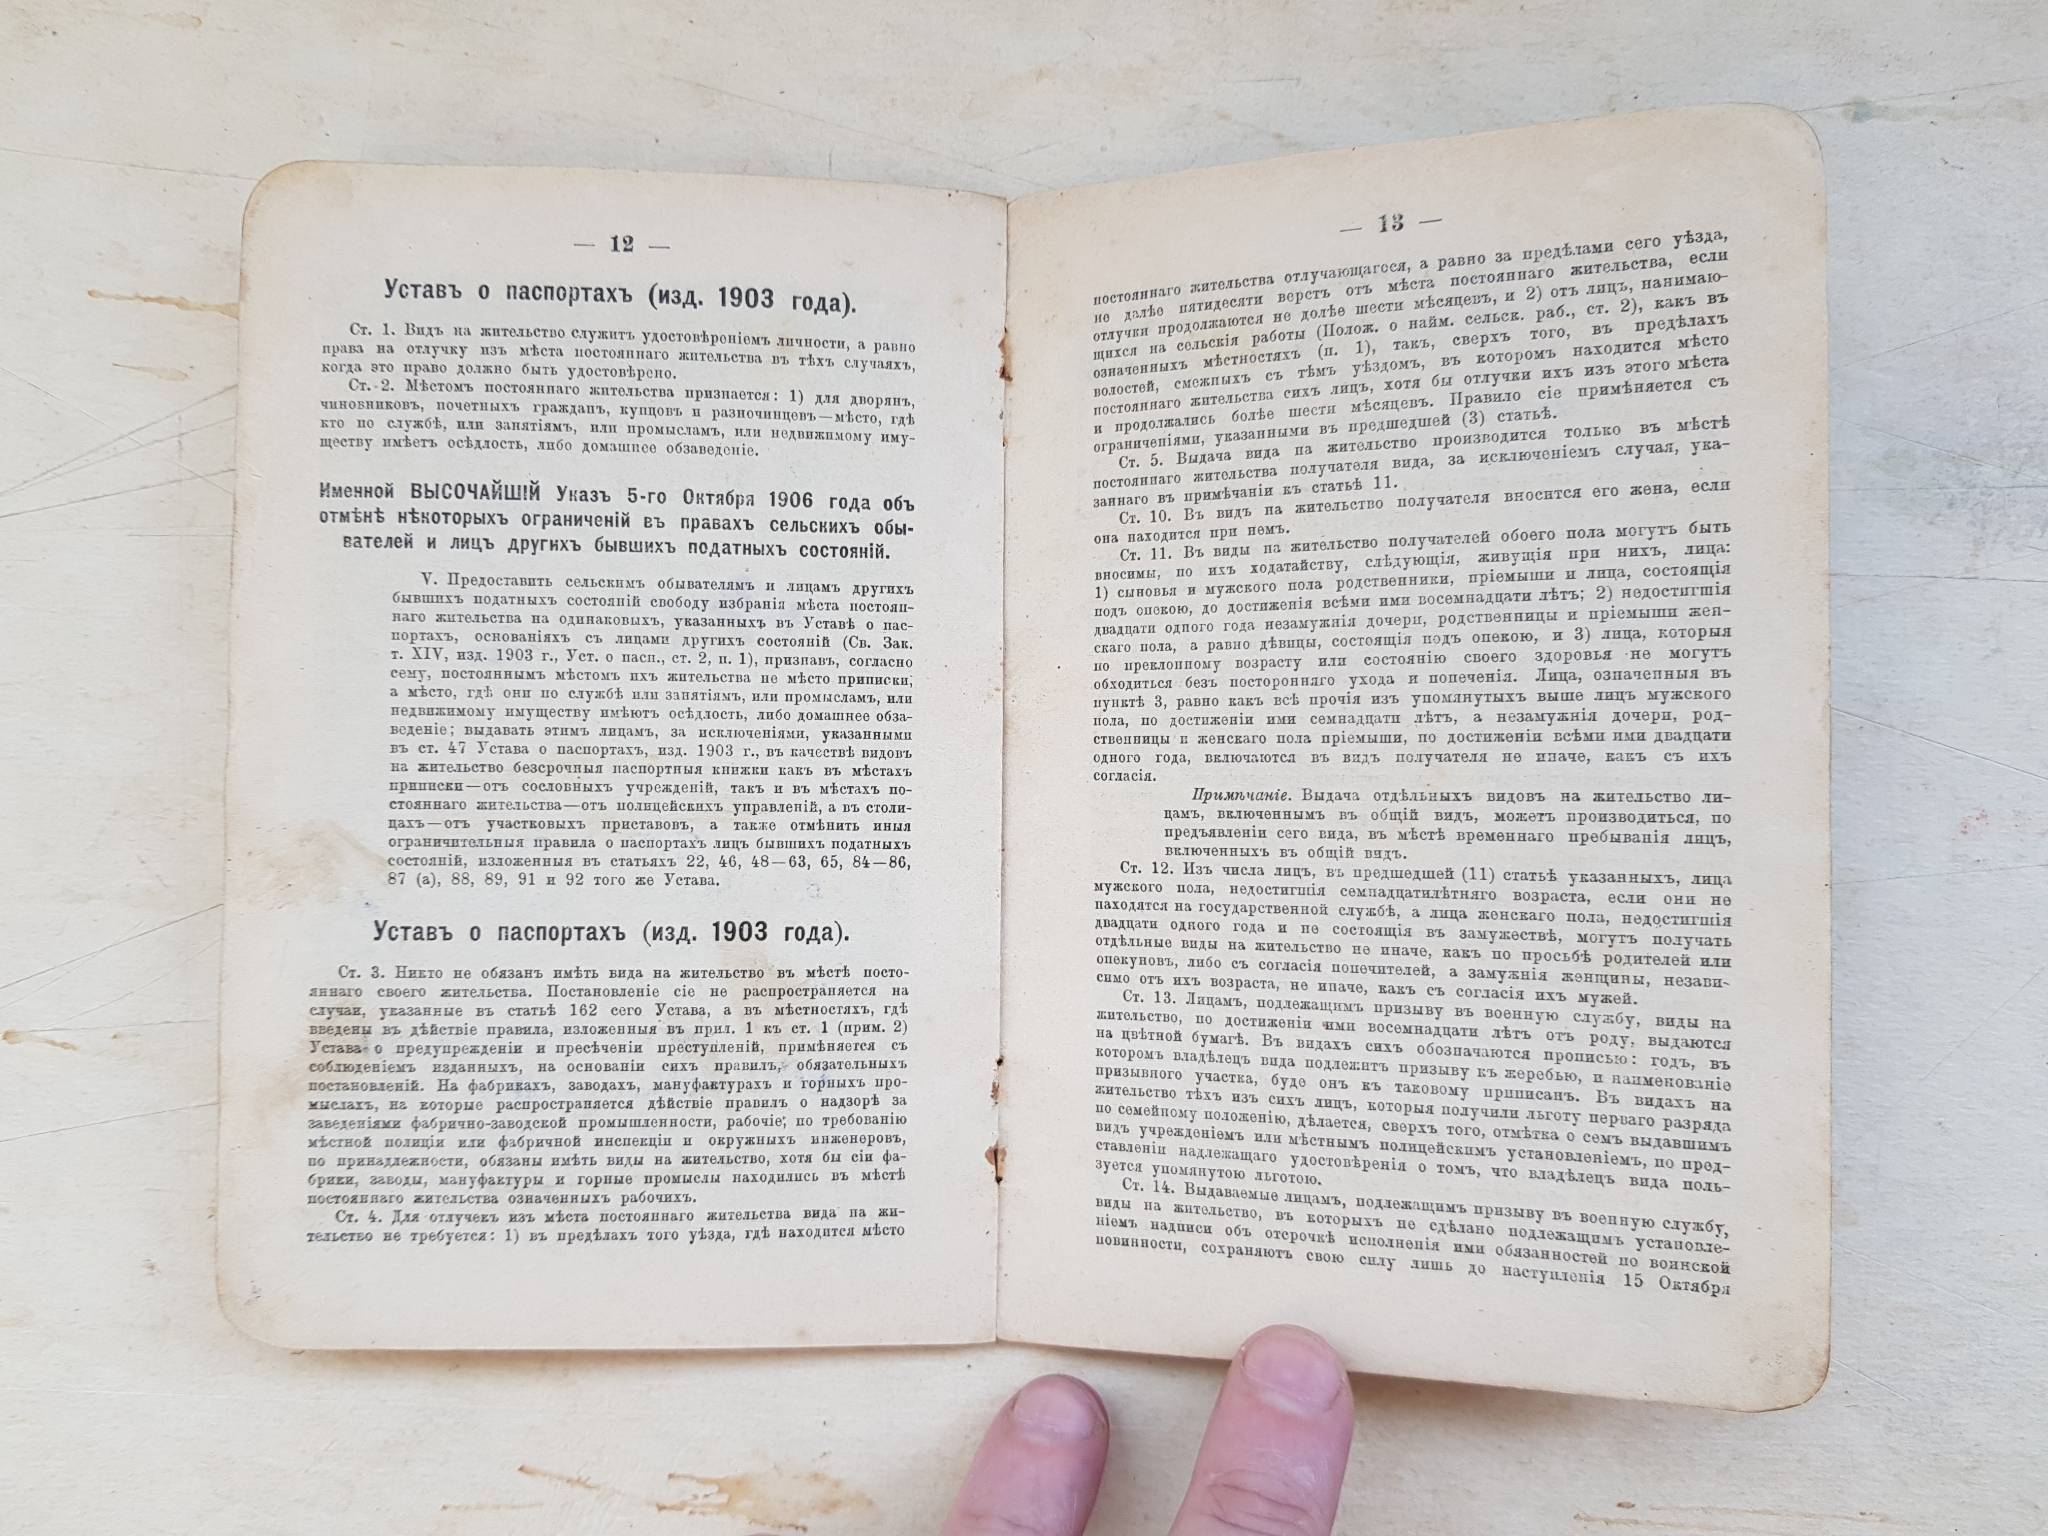 — 12 —
Уставъ о паспортахъ (изд. 1903 года).
Ст. 1. Видъ на жительство служитъ удостовѣреніемъ личности, а равно
права на отлучку изъ мѣста постояннаго жительства въ тѣхъ случаяхъ,
когда это право должно быть удостовѣрено.
Ст. 2. Мѣстомъ постояннаго жительства признается: 1) для дворянъ,
чиновниковъ, почетныхъ гражданъ, купцовъ и разночинцевъ—мѣсто, гдѣ
кто по службѣ, или занятіямъ, или промысламъ, или недвижимому иму-
ществу имѣетъ осѣдлость, либо домашнее обзаведеніе.
Именной ВЫСОЧАЙШІЙ Указъ 5-го Октября 1906 года объ
отмѣнѣ нѣкоторыхъ ограниченій въ правахъ сельскихъ обы-
вателей и лицъ другихъ бывшихъ податныхъ состояній.
V. Предоставить сельскимъ обывателямъ и лицамъ другихъ
бывшихъ податныхъ состояній свободу избранія мѣста постоян-
наго жительства на одинаковыхъ, указанныхъ въ Уставѣ о пас-
портахъ, основаніяхъ съ лицами другихъ состояній (Св. Зак.
т. XIV, изд. 1903 г., Уст. о пасп., ст. 2, п. 1), признавъ, согласно
сему, постояннымъ мѣстомъ ихъ жительства не мѣсто приписки,
а мѣсто, гдѣ они по службѣ или занятіямъ, или промысламъ, или
недвижимому имуществу имѣютъ осѣдлость, либо домашнее обза-
веденіе; выдавать этимъ лицамъ, за исключеніями, указанными
въ ст. 47 Устава о паспортахъ, изд. 1903 г., въ качествѣ видовъ
на жительство безсрочныя паспортныя книжки какъ въ мѣстахъ
приписки—отъ сословныхъ учрежденій, такъ и въ мѣстахъ по-
стояннаго жительства—отъ полицейскихъ управленій, а въ столи-
цахъ—отъ участковыхъ приставовъ, а также отмѣнить иныя
ограничительныя правила о паспортахъ лицъ бывшихъ податныхъ
состояній, изложенныя въ статьяхъ 22, 46, 48—63, 65, 84—86,
87 (а), 88, 89, 91 и 92 того же Устава.
Уставъ о паспортахъ (изд. 1903 года).
Ст. 3. Никто не обязанъ имѣть вида на жительство въ мѣстѣ посто-
яннаго своего жительства. Постановленіе сіе не распространяется на
случаи, указанные въ статьѣ 162 сего Устава, а въ мѣстностяхъ, гдѣ
введены въ дѣйствіе правила, изложенныя въ прил. 1 къ ст. 1 (прим. 2)
Устава о предупрежденіи и пресѣченіи преступленій, примѣняется съ
соблюденіемъ изданныхъ, на основаніи сихъ правилъ, обязательныхъ
постановленій. На фабрикахъ, заводахъ, мануфактурахъ и горныхъ про-
мыслахъ, на которые распространяется дѣйствіе правилъ о надзорѣ за
заведеніями фабрично-заводской промышленности, рабочіе, по требованію
мѣстной полиціи или фабричной инспекціи и окружныхъ инженеровъ,
по принадлежности, обязаны имѣть виды на жительство, хотя бы сіи фа-
брики, заводы, мануфактуры и горные промыслы находились въ мѣстѣ
постояннаго жительства означенныхъ рабочихъ.
Ст. 4. Для отлучекъ изъ мѣста постояннаго жительства вида на жи-
тельство не требуется: 1) въ предѣлахъ того уѣзда, гдѣ находится мѣсто
— 13 —
постояннаго жительства отлучающагося, а равно за предѣлами сего уѣзда,
не далѣе пятидесяти верстъ отъ мѣста постояннаго жительства, если
отлучки продолжаются не долѣе шести мѣсяцевъ, и 2) отъ лицъ, нанимаю-
щихся на сельскія работы (Полож. о найм. сельск. раб., ст. 2), какъ въ
означенныхъ мѣстностяхъ (п. 1), такъ, сверхъ того, въ предѣлахъ
волостей, смежныхъ съ тѣмъ уѣздомъ, въ которомъ находится мѣсто
постояннаго жительства сихъ лицъ, хотя бы отлучки ихъ изъ этого мѣста
и продолжались болѣе шести мѣсяцевъ. Правило сіе примѣняется съ
ограниченіями, указанными въ предшедшей (3) статьѣ.
Ст. 5. Выдача вида на жительство производится только въ мѣстѣ
постояннаго жительства получателя вида, за исключеніемъ случая, ука-
заннаго въ примѣчаніи къ статьѣ 11.
Ст. 10. Въ видъ на жительство получателя вносится его жена, если
она находится при немъ.
Ст. 11. Въ виды на жительство получателей обоего пола могутъ быть
вносимы, по ихъ ходатайству, слѣдующія, живущія при нихъ, лица:
1) сыновья и мужского пола родственники, пріемыши и лица, состоящія
подъ опекою, до достиженія всѣми ими восемнадцати лѣтъ; 2) недостигшія
двадцати одного года незамужнія дочери, родственницы и пріемыши жен-
скаго пола, а равно дѣвицы, состоящія подъ опекою, и 3) лица, которыя
по преклонному возрасту или состоянію своего здоровья не могутъ
обходиться безъ посторонняго ухода и попеченія. Лица, означенныя въ
пунктѣ 3, равно какъ всѣ прочія изъ упомянутыхъ выше лицъ мужского
пола, по достиженіи ими семнадцати лѣтъ, а незамужнія дочери, род-
ственницы и женскаго пола пріемыши, по достиженіи всѣми ими двадцати
одного года, включаются въ видъ получателя не иначе, какъ съ ихъ
согласія.
Примѣчаніе. Выдача отдѣльныхъ видовъ на жительство ли-
цамъ, включеннымъ въ общій видъ, можетъ производиться, по
предъявленіи сего вида, въ мѣстѣ временнаго пребыванія лицъ,
включенныхъ въ общій видъ.
Ст. 12. Изъ числа лицъ, въ предшедшей (11) статьѣ указанныхъ, лица
мужского пола, недостигшія семнадцатилѣтняго возраста, если они не
находятся на государственной службѣ, а лица женскаго пола, недостигшія
двадцати одного года и не состоящія въ замужествѣ, могутъ получать
отдѣльные виды на жительство не иначе, какъ по просьбѣ родителей или
опекуновъ, либо съ согласія попечителей, а замужнія женщины, незави-
симо отъ ихъ возраста, не иначе, какъ съ согласія ихъ мужей.
Ст. 13. Лицамъ, подлежащимъ призыву въ военную службу, виды на
жительство, по достиженіи ими восемнадцати лѣтъ отъ роду, выдаются
на цвѣтной бумагѣ. Въ видахъ сихъ обозначаются прописью: годъ, въ
которомъ владѣлецъ вида подлежитъ призыву къ жеребью, и наименованіе
призывного участка, буде онъ къ таковому приписанъ. Въ видахъ на
жительство тѣхъ изъ сихъ лицъ, которыя получили льготу перваго разряда
по семейному положенію, дѣлается, сверхъ того, отмѣтка о семъ выдавшимъ
видъ учрежденіемъ или мѣстнымъ полицейскимъ установленіемъ, по пред-
ставленіи надлежащаго удостовѣренія о томъ, что владѣлецъ вида поль-
зуется упомянутою льготою.
Ст. 14. Выдаваемые лицамъ, подлежащимъ призыву въ военную службу,
виды на жительство, въ которыхъ не сдѣлано подлежащимъ установле-
ніемъ надписи объ отсрочкѣ исполненія ими обязанностей по воинской
повинности, сохраняютъ свою силу лишь до наступленія 15 Октября